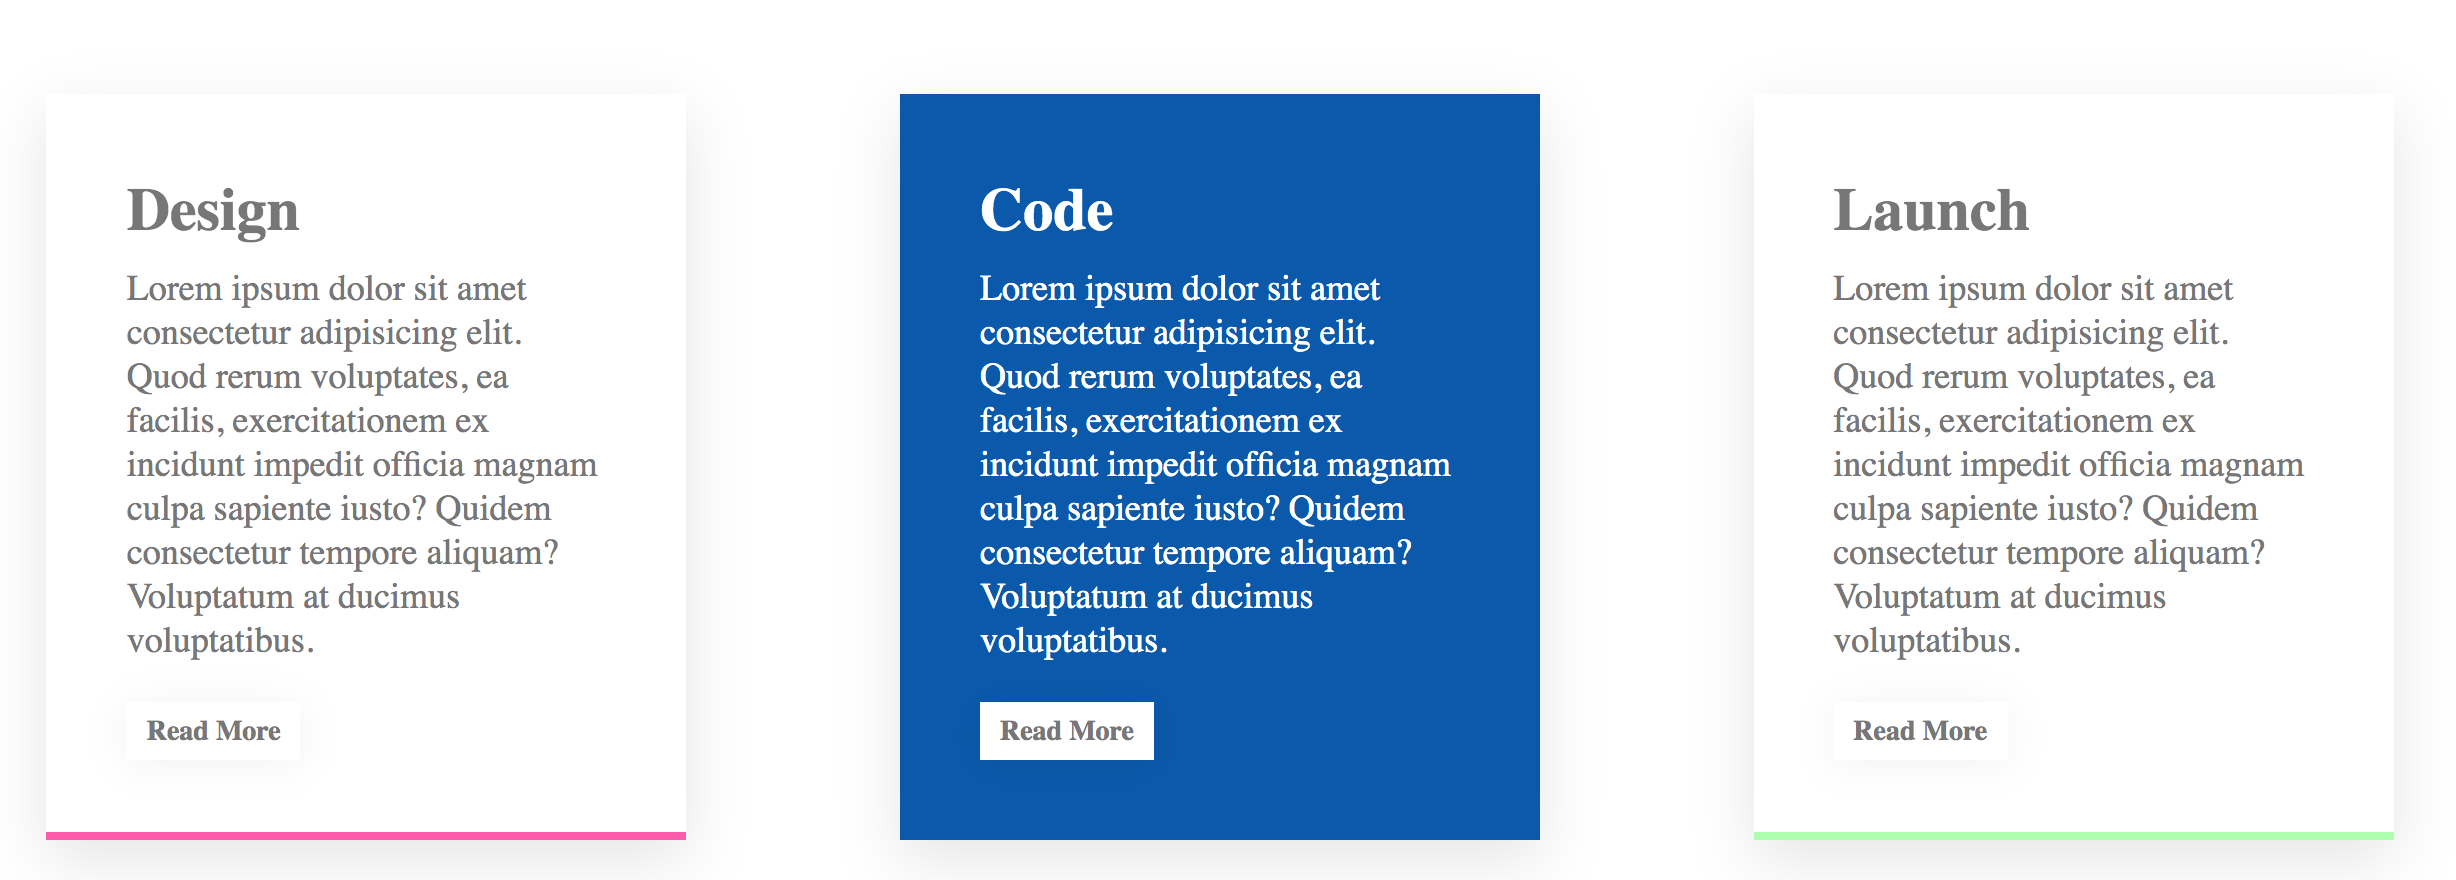 Design
Lorem ipsum dolor sit amet
consectetur adipisicing elit.
Quod rerum voluptates, ea
facilis, exercitationem ex
incidunt impedit officia magnam
culpa sapiente iusto? Quidem
consectetur tempore aliquam?
Voluptatum at ducimus
voluptatibus.
Read More
Code
Lorem ipsum dolor sit amet
consectetur adipisicing elit.
Quod rerum voluptates, ea
facilis, exercitationem ex
incidunt impedit officia magnam
culpa sapiente iusto? Quidem
consectetur tempore aliquam?
Voluptatum at ducimus
voluptatibus.
Read More
Launch
Lorem ipsum dolor sit amet
consectetur adipisicing elit.
Quod rerum voluptates, ea
facilis, exercitationem ex
incidunt impedit officia magnam
culpa sapiente iusto? Quidem
consectetur tempore aliquam?
Voluptatum at ducimus
voluptatibus.
Read More